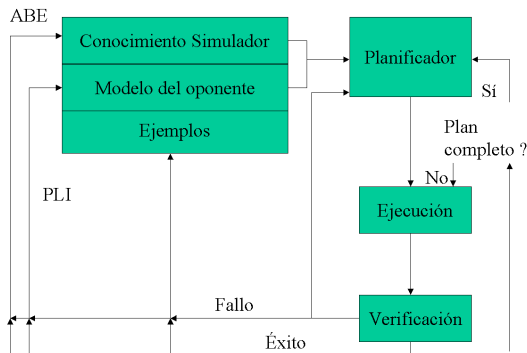 ABE
Conocimiento Simulador
Planificador
Modelo del oponente
Sí
Ejemplos
Plan
completo ?
PLI
No
Ejecución
Fallo
Verificación
Éxito